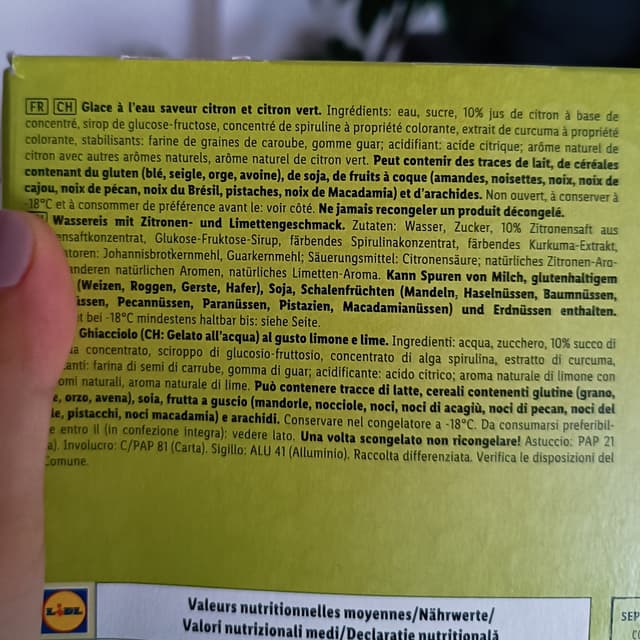 FR CH Glace à l'eau saveur citron et citron vert. Ingrédients: eau, sucre, 10% jus de citron à base de
concentré, sirop de glucose-fructose, concentré de spiruline à propriété colorante, extrait de curcuma à propriété
colorante, stabilisants: farine de graines de caroube, gomme guar; acidifiant: acide citrique; arôme naturel de
citron avec autres arômes naturels, arôme naturel de citron vert. Peut contenir des traces de lait, de céréales
contenant du gluten (blé, seigle, orge, avoine), de soja, de fruits à coque (amandes, noisettes, noix, noix de
cajou, noix de pécan, noix du Brésil, pistaches, noix de Macadamia) et d'arachides. Non ouvert, à conserver à
-18°C et à consommer de préférence avant le: voir côté. Ne jamais recongeler un produit décongelé.
Wassereis mit Zitronen- und Limettengeschmack. Zutaten: Wasser, Zucker, 10% Zitronensaft aus
ensaftkonzentrat, Glukose-Fruktose-Sirup, färbendes Spirulinakonzentrat, färbendes Kurkuma-Extrakt,
atoren: Johannisbrotkernmehl, Guarkernmehl; Säuerungsmittel: Citronensäure; natürliches Zitronen-Aro-
anderen natürlichen Aromen, natürliches Limetten-Aroma. Kann Spuren von Milch, glutenhaltigem
(Weizen, Roggen, Gerste, Hafer), Soja, Schalenfrüchten (Mandeln, Haselnüssen, Baumnüssen,
üssen, Pecannüssen, Paranüssen, Pistazien, Macadamianüssen) und Erdnüssen enthalten.
t bei -18°C mindestens haltbar bis: siehe Seite.
Ghiacciolo (CH: Gelato all'acqua) al gusto limone e lime. Ingredienti: acqua, zucchero, 10% succo di
concentrato, sciroppo di glucosio-fruttosio, concentrato di alga spirulina, estratto di curcuma,
anti: farina di semi di carrube, gomma di guar; acidificante: acido citrico; aroma naturale di limone con
omi naturali, aroma naturale di lime. Può contenere tracce di latte, cereali contenenti glutine (grano,
e, orzo, avena), soia, frutta a guscio (mandorle, nocciole, noci, noci di acagiù, noci di pecan, noci del
le, pistacchi, noci macadamia) e arachidi. Conservare nel congelatore a -18°C. Da consumarsi preferibil-
e entro il (in confezione integra): vedere lato. Una volta scongelato non ricongelare! Astuccio: PAP 21
a). Involucro: C/PAP 81 (Carta). Sigillo: ALU 41 (Alluminio). Raccolta differenziata. Verifica le disposizioni del
Comune.
LIDL
Valeurs nutritionnelles moyennes/Nährwerte/
Valori nutrizionali medi/Declaratie nutritională
SEP